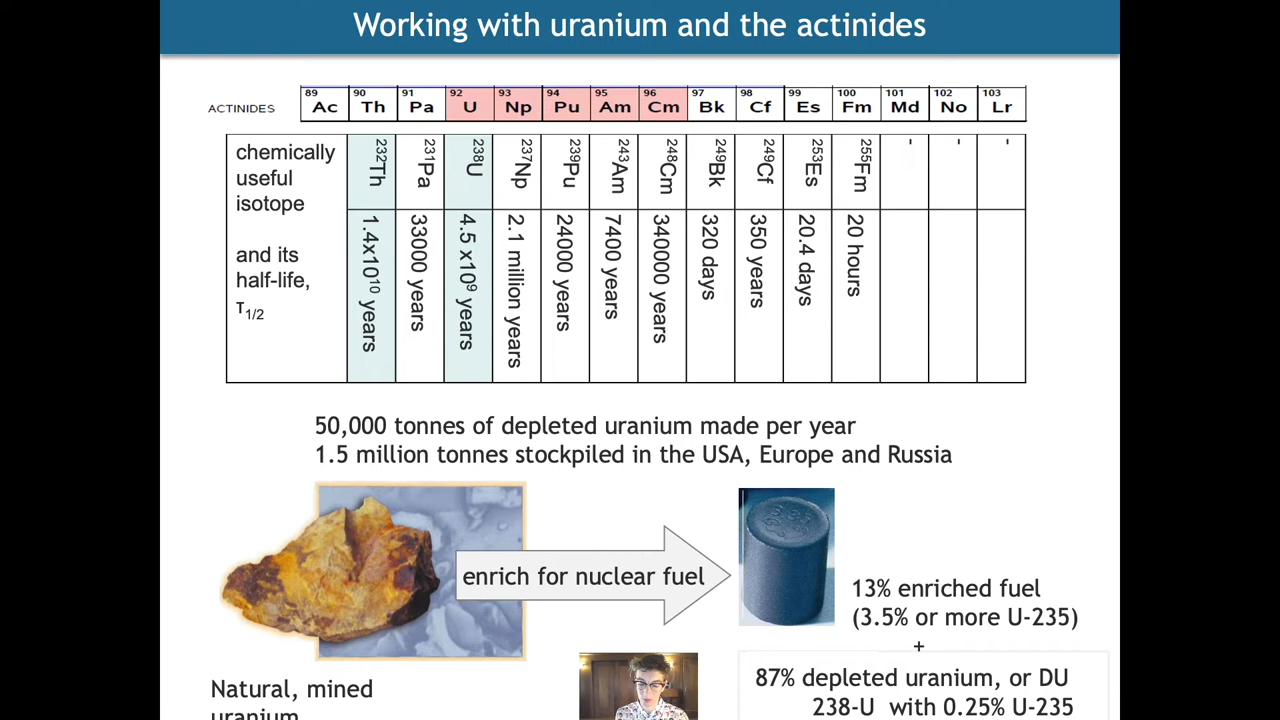 Working with uranium and the actinides
ACTINIDES
89 90 91 92 93 94 95 96 97 98 99 100 101 102 103
Ac Th Pa U Np Pu Am Cm Bk Cf Es Fm Md No Lr
chemically
useful
isotope
and its
half-life,
τ1/2
232Th
231Pa
238U
237Np
239Pu
243Am
248Cm
249Bk
249Cf
253Es
255Fm
-
-
-
1.4x10¹⁰ years
33000 years
4.5 x10⁹ years
2.1 million years
24000 years
7400 years
340000 years
320 days
350 years
20.4 days
20 hours
50,000 tonnes of depleted uranium made per year
1.5 million tonnes stockpiled in the USA, Europe and Russia
enrich for nuclear fuel
13% enriched fuel
(3.5% or more U-235)
+
87% depleted uranium, or DU
238-U with 0.25% U-235
Natural, mined
uranium